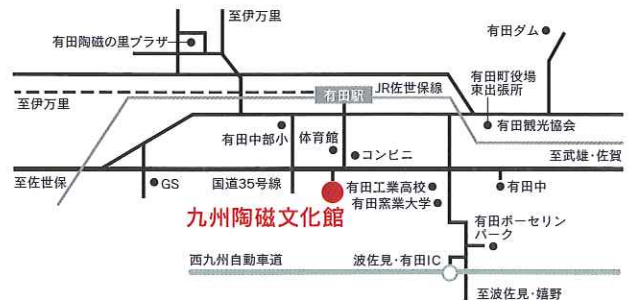 至伊万里
有田陶磁の里プラザ
有田ダム
有田町役場
東出張所
JR佐世保線
有田駅
至伊万里
有田観光協会
有田中部小
体育館
コンビニ
至武雄・佐賀
至佐世保
GS
国道35号線
有田工業高校
有田中
有田窯業大学
九州陶磁文化館
有田ポーセリン
パーク
西九州自動車道
波佐見・有田IC
至波佐見・嬉野